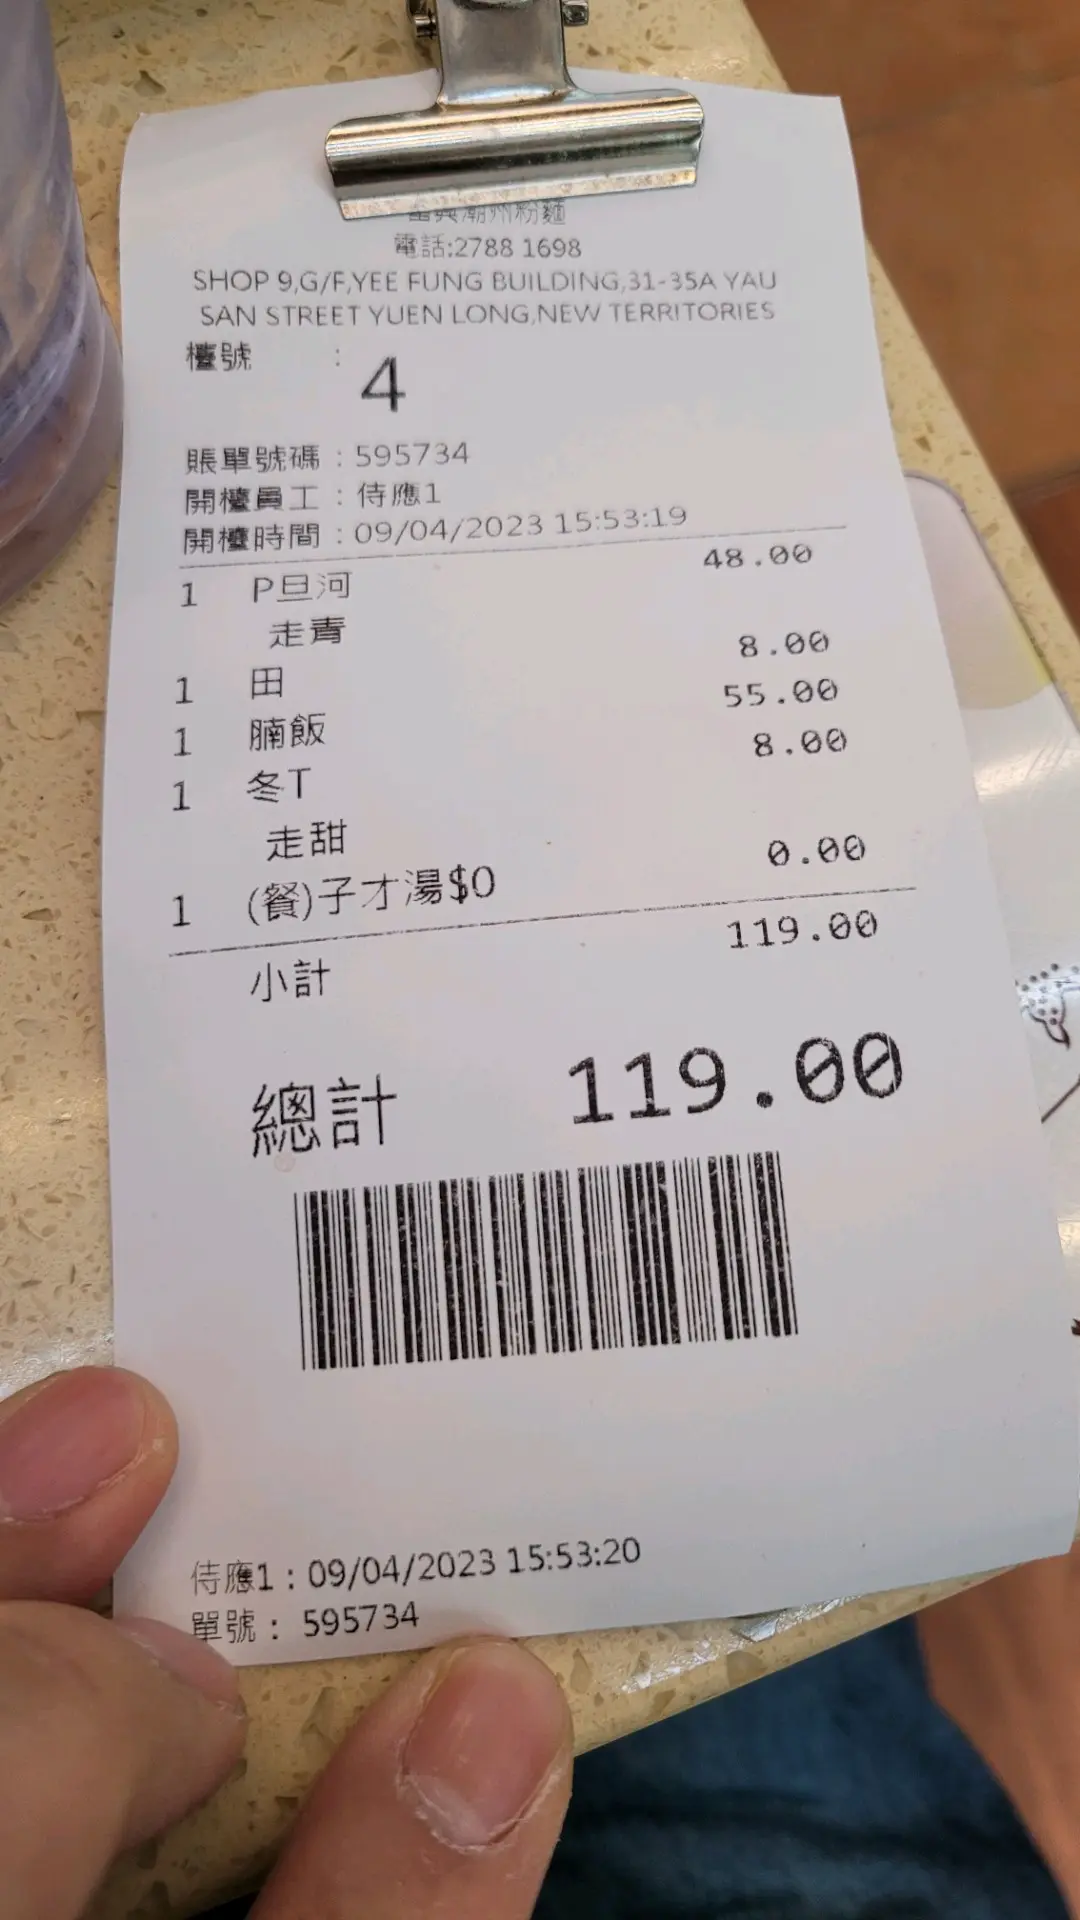 潮州粉麵
電話:2788 1698
SHOP 9,G/F,YEE FUNG BUILDING,31-35A YAU
SAN STREET YUEN LONG,NEW TERRITORIES
檯號 : 4
賬單號碼 : 595734
開檯員工 : 侍應1
開檯時間 : 09/04/2023 15:53:19
1 P旦河 48.00
走青
1 田 8.00
1 腩飯 55.00
1 冬T 8.00
走甜
1 (餐)子才湯$0 0.00
小計 119.00
總計 119.00
侍應1 : 09/04/2023 15:53:20
單號 : 595734